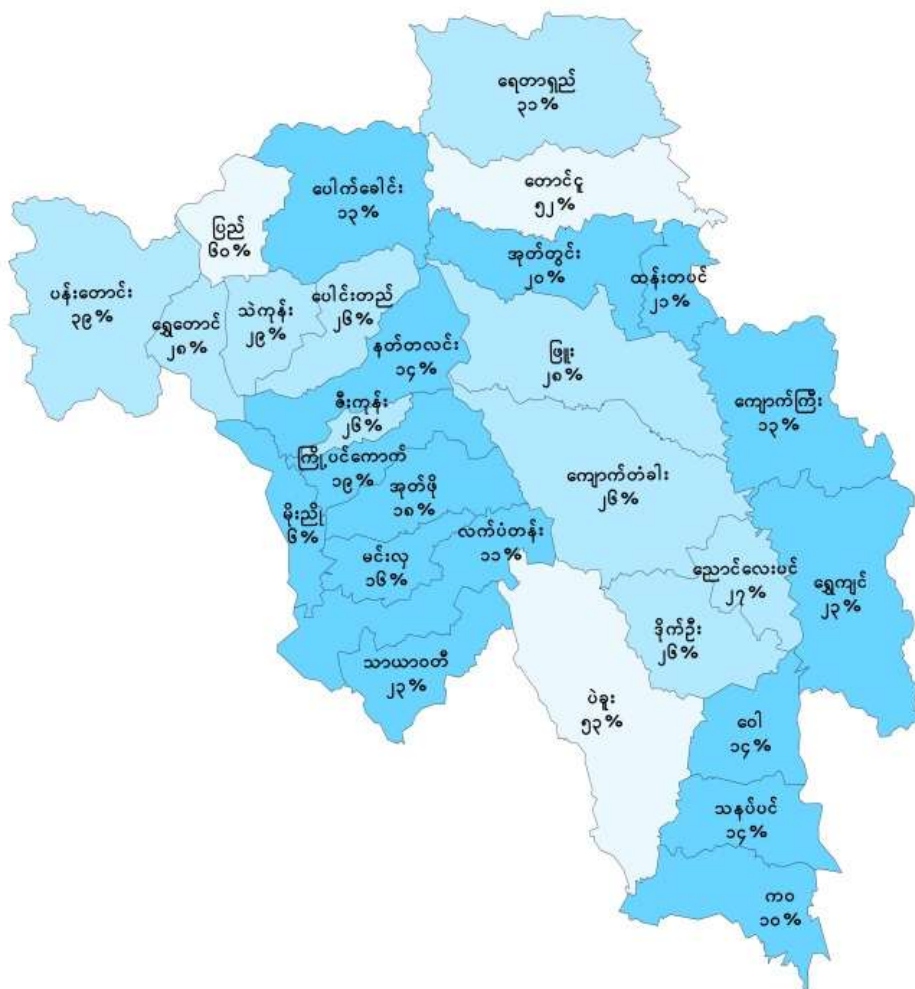 ရေတာရှည်
၃၁%
တောင်ငူ
၅၂%
ပေါက်ခေါင်း
၁၃%
ပြည်
၆၀%
အုတ်တွင်း
၂၀%
ထန်းတပင်
၂၁%
ပန်းတောင်း
၃၉%
ရွှေတောင်
၂၈%
သဲကုန်း
၂၉%
ပေါင်းတည်
၂၆%
နတ်တလင်း
၁၄%
ဖြူး
၂၈%
ကျောက်ကြီး
၁၃%
ဇီးကုန်း
၂၆%
ကြို့ပင်ကောက်
၁၉%
အုတ်ဖို
၁၈%
ကျောက်တံခါး
၂၆%
မိုးညို
၆%
မင်းလှ
၁၆%
လက်ပံတန်း
၁၁%
ညောင်လေးပင်
၂၇%
ရွှေကျင်
၂၃%
ဒိုက်ဦး
၂၆%
သာယာဝတီ
၂၃%
ပဲခူး
၅၃%
ဝေါ
၁၄%
သနပ်ပင်
၁၄%
ကဝ
၁၀%